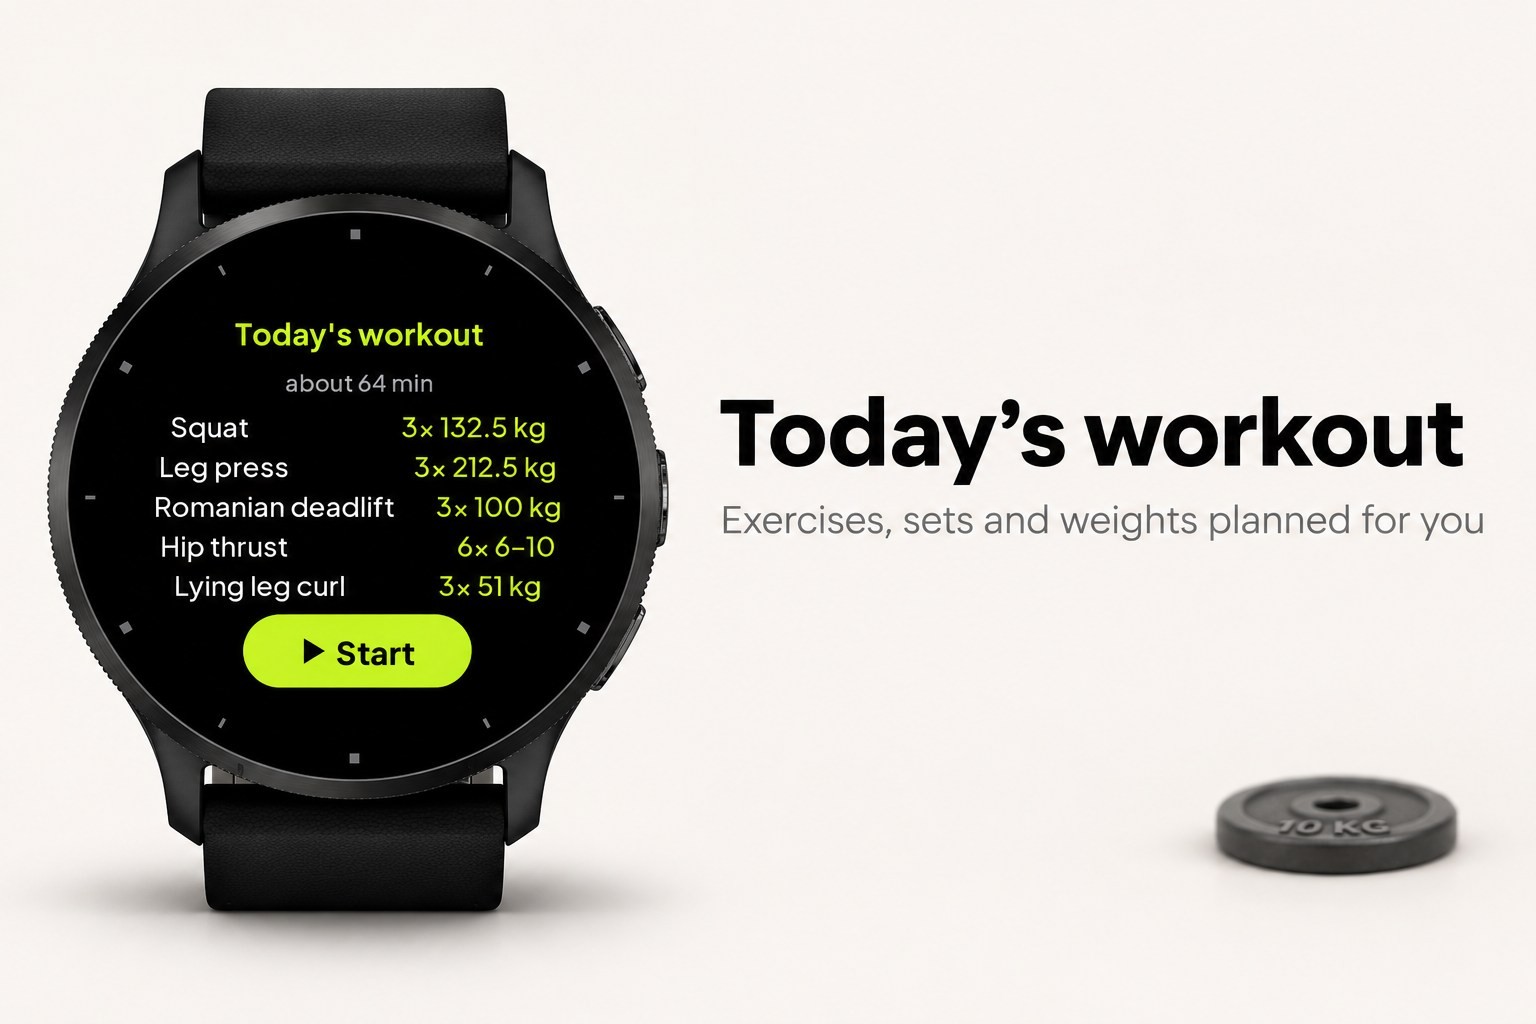 Today's workout
about 64 min
Squat 3× 132.5 kg
Leg press 3× 212.5 kg
Romanian deadlift 3× 100 kg
Hip thrust 6× 6–10
Lying leg curl 3× 51 kg
▶ Start
Today’s workout
Exercises, sets and weights planned for you
10 KG